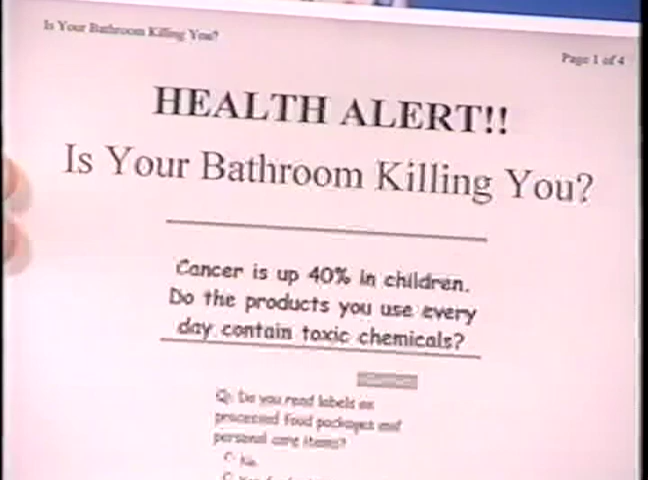 Is Your Bathroom Killing You?
Page 1 of 4
HEALTH ALERT!!
Is Your Bathroom Killing You?
Cancer is up 40% in children.
Do the products you use every
day contain toxic chemicals?
Q: Do you read labels on
processed food packages and
personal care items?
No